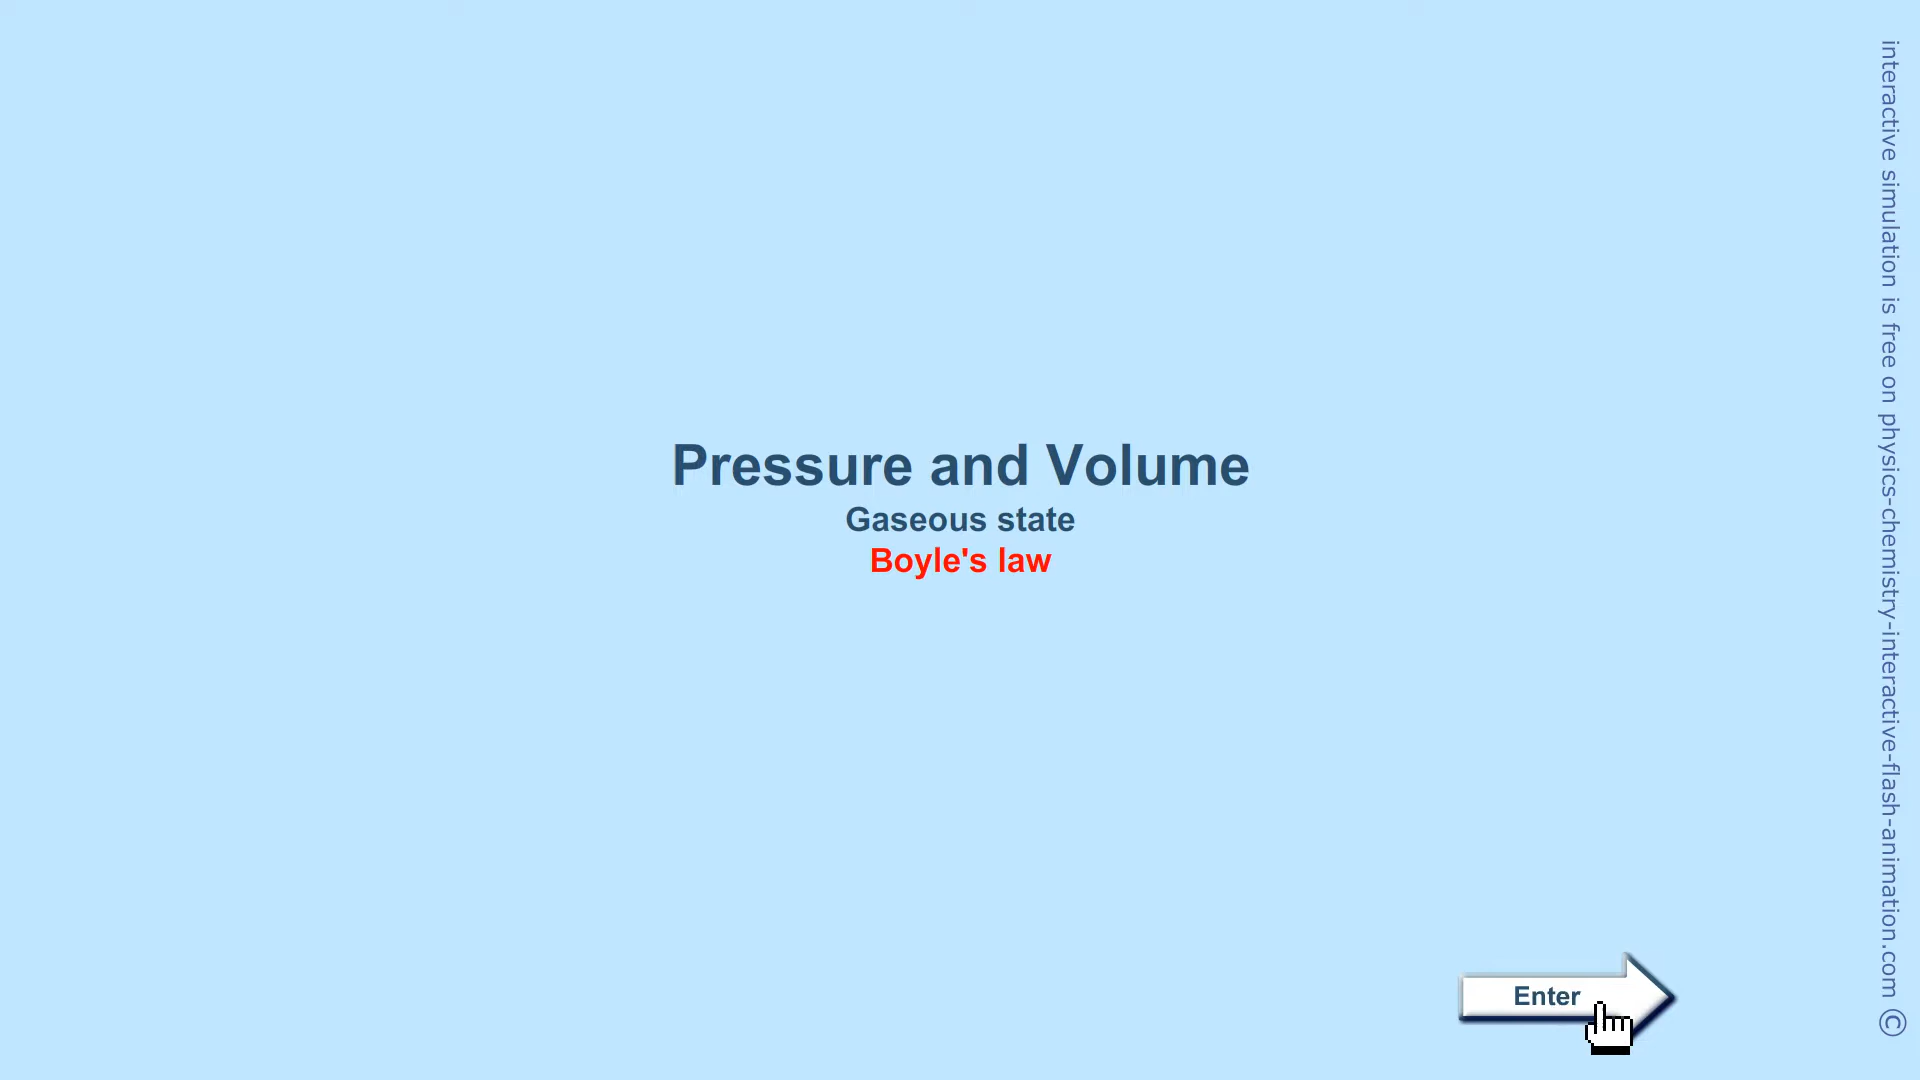 Pressure and Volume
Gaseous state
Boyle's law
Enter
interactive simulation is free on physics-chemistry-interactive-flash-animation.com ©